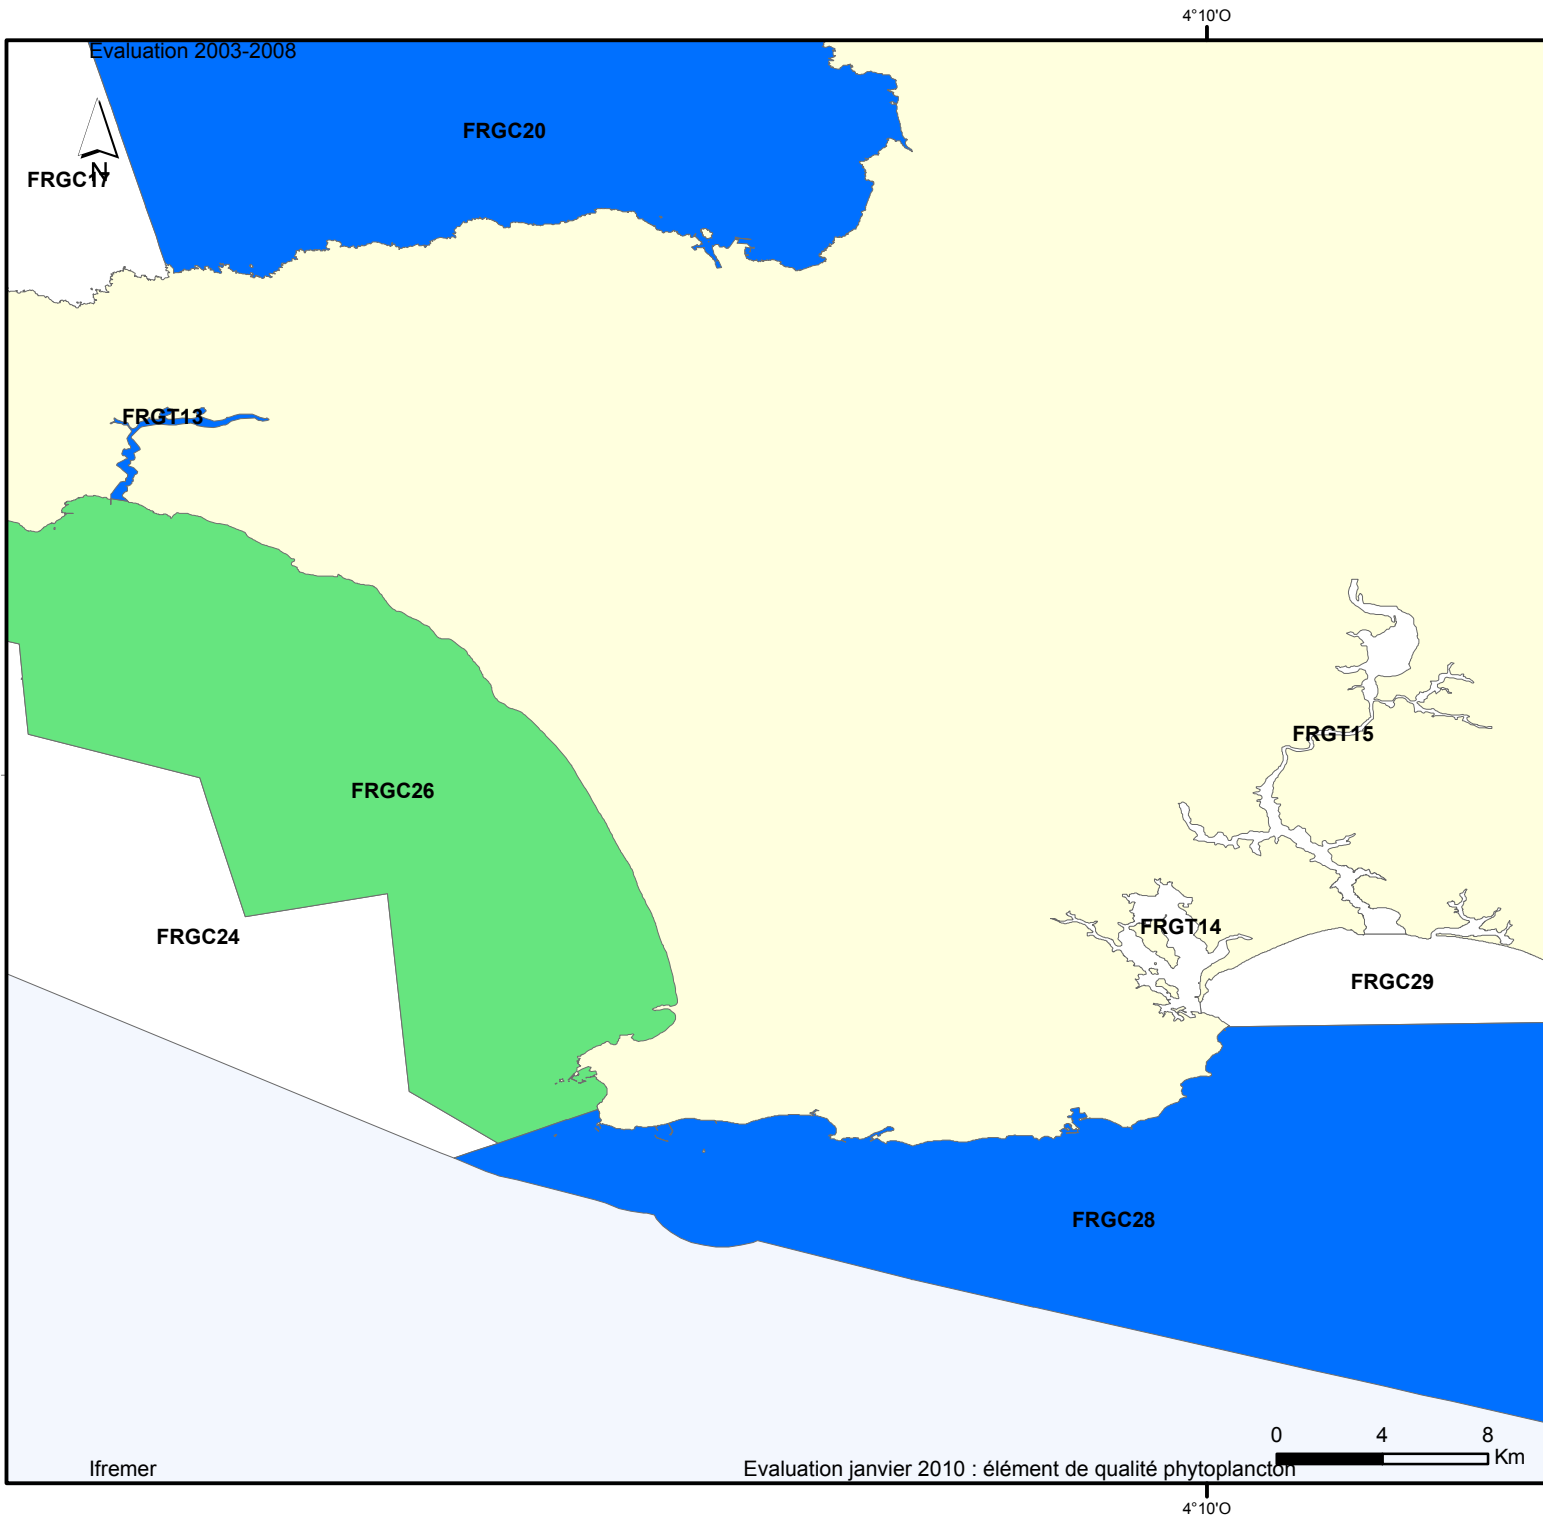 4°10'O
Evaluation 2003-2008
FRGC20
N
FRGC17
FRGT13
FRGT15
FRGC26
FRGT14
FRGC24
FRGC29
FRGC28
0 4 8
Km
Ifremer
Evaluation janvier 2010 : élément de qualité phytoplancton
4°10'O